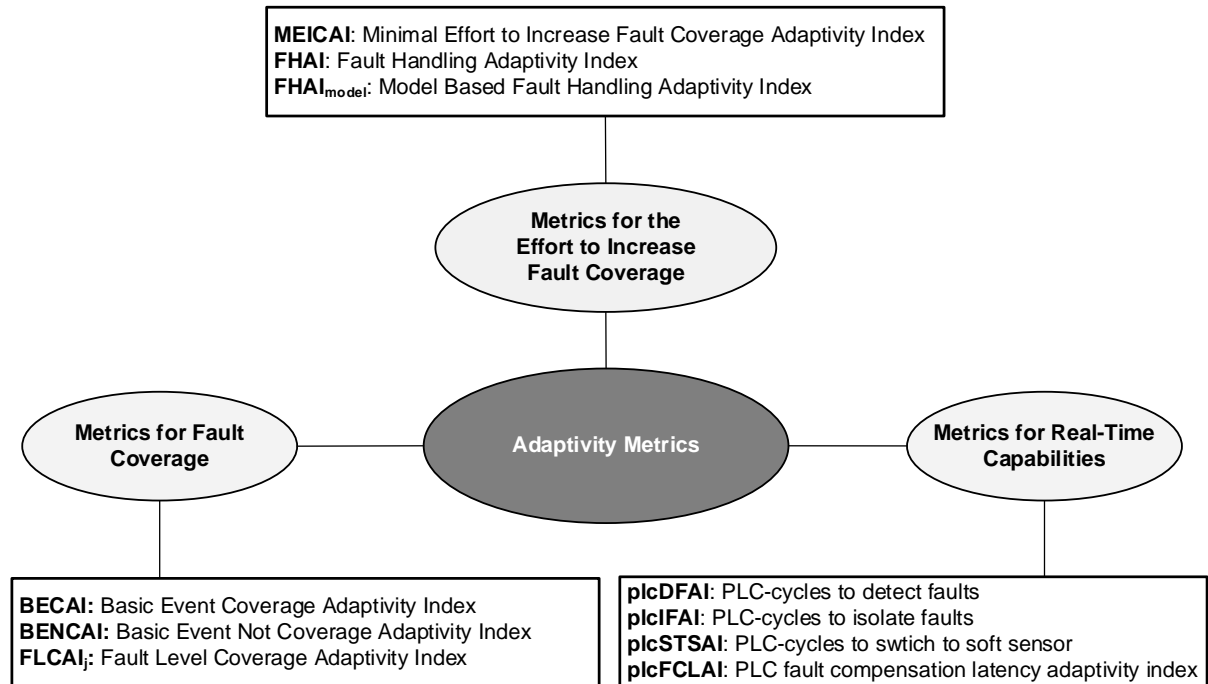 MEICAI: Minimal Effort to Increase Fault Coverage Adaptivity Index
FHAI: Fault Handling Adaptivity Index
FHAImodel: Model Based Fault Handling Adaptivity Index
Metrics for the
Effort to Increase
Fault Coverage
Metrics for Fault
Coverage
Adaptivity Metrics
Metrics for Real-Time
Capabilities
BECAI: Basic Event Coverage Adaptivity Index
BENCAI: Basic Event Not Coverage Adaptivity Index
FLCAIj: Fault Level Coverage Adaptivity Index
plcDFAI: PLC-cycles to detect faults
plcIFAI: PLC-cycles to isolate faults
plcSTSAI: PLC-cycles to swtich to soft sensor
plcFCLAI: PLC fault compensation latency adaptivity index